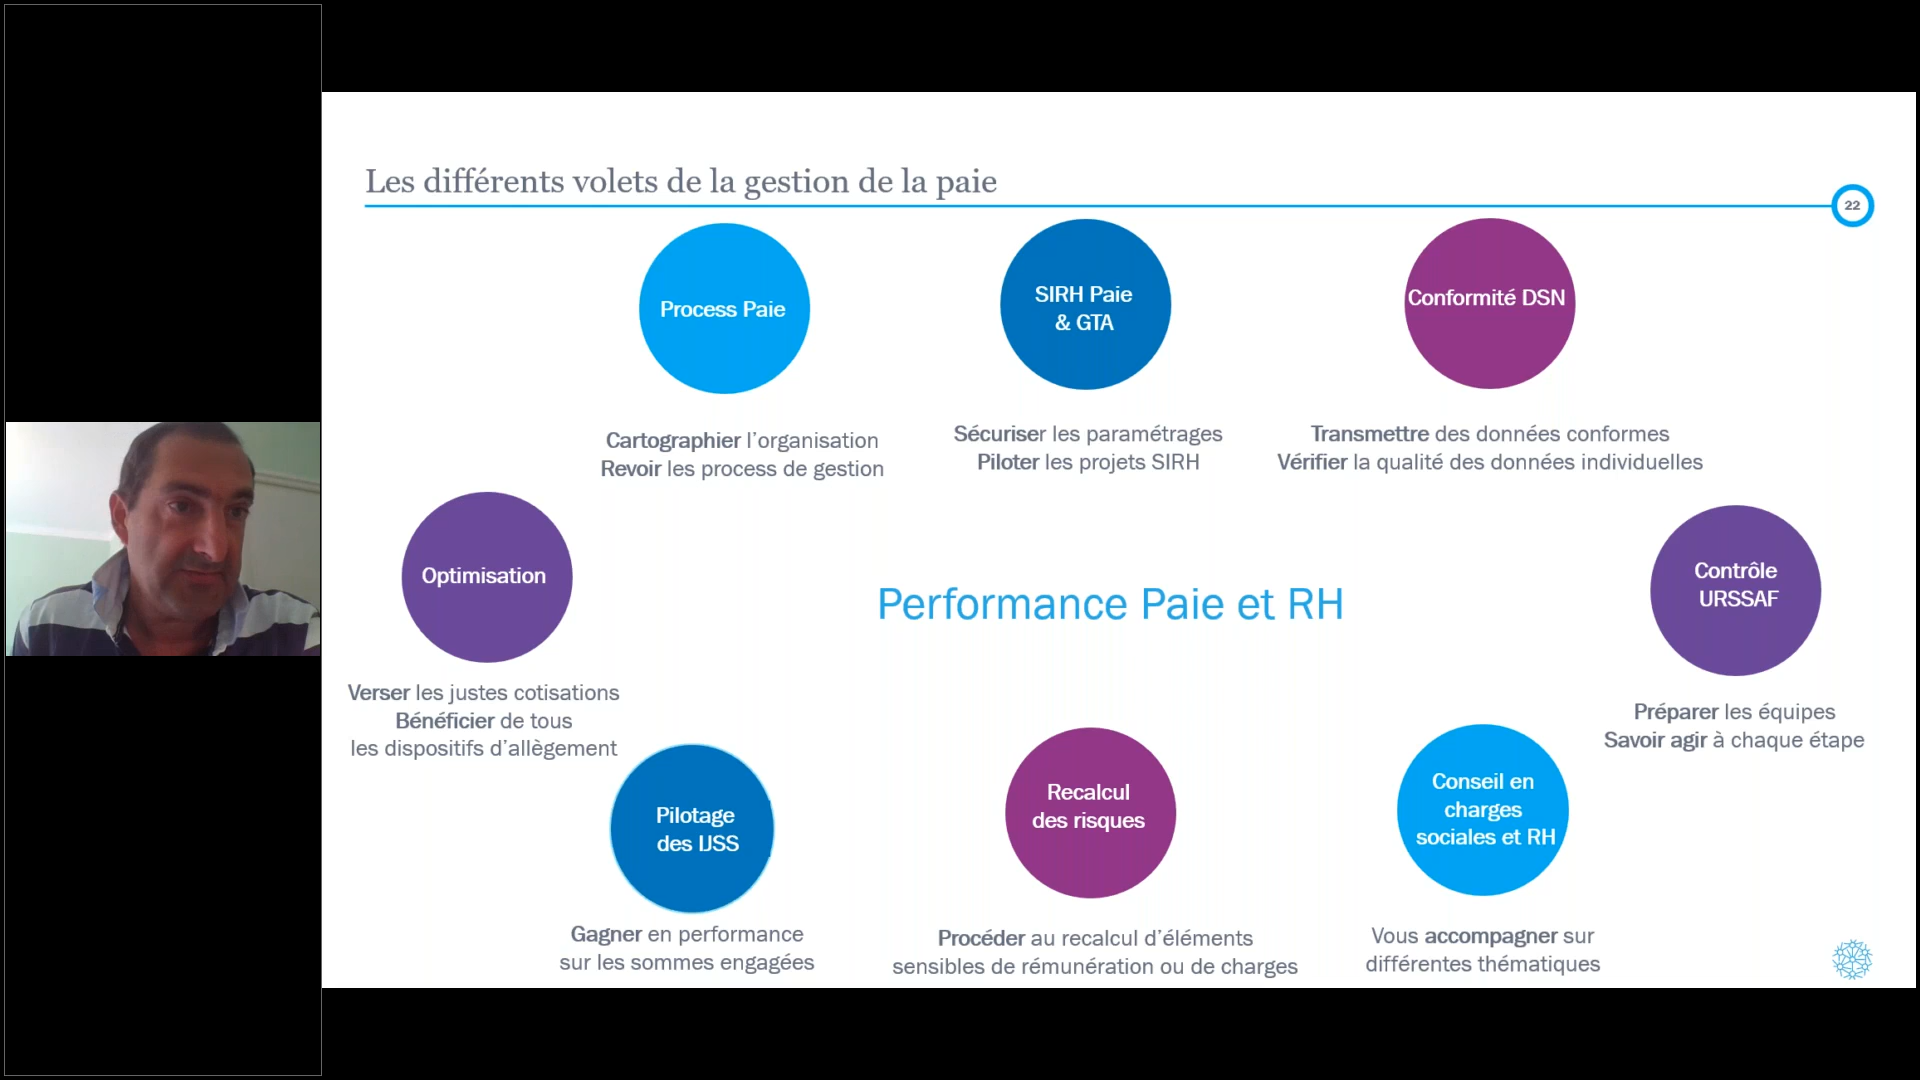 Les différents volets de la gestion de la paie
22
Process Paie
Cartographier l'organisation
Revoir les process de gestion
SIRH Paie
& GTA
Sécuriser les paramétrages
Piloter les projets SIRH
Conformité DSN
Transmettre des données conformes
Vérifier la qualité des données individuelles
Optimisation
Verser les justes cotisations
Bénéficier de tous
les dispositifs d'allègement
Performance Paie et RH
Contrôle
URSSAF
Préparer les équipes
Savoir agir à chaque étape
Pilotage
des IJSS
Gagner en performance
sur les sommes engagées
Recalcul
des risques
Procéder au recalcul d'éléments
sensibles de rémunération ou de charges
Conseil en
charges
sociales et RH
Vous accompagner sur
différentes thématiques